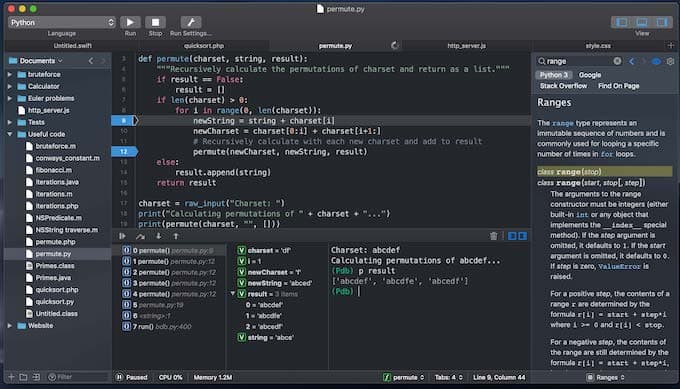 permute.py
Python
Language
Run
Stop
Run Settings...
View
Untitled.swift
quicksort.php
permute.py
http_server.js
style.css
Documents
bruteforce
Calculator
Euler problems
http_server.js
Tests
Useful code
bruteforce.m
conways_constant.m
fibonacci.m
iterations.java
iterations.m
iterations.php
NSPredicate.m
NSString traverse.m
permute.php
permute.py
Primes.class
Primes.java
quicksort.php
quicksort.py
Untitled.class
Website
Filter
3 def permute(charset, string, result):
4 """Recursively calculate the permutations of charset and return as a list."""
5 if result == False:
6 result = []
7 if len(charset) > 0:
8 for i in range(0, len(charset)):
9 newString = string + charset[i]
10 newCharset = charset[0:i] + charset[i+1:]
11 # Recursively calculate with each new charset and add to result
12 permute(newCharset, newString, result)
13 else:
14 result.append(string)
15 return result
16
17 charset = raw_input("Charset: ")
18 print("Calculating permutations of " + charset + "...")
19 print(permute(charset, "", []))
0 permute() permute.py:9
1 permute() permute.py:12
2 permute() permute.py:12
3 permute() permute.py:12
4 permute() permute.py:12
5 permute.py:19
6 <string>:1
7 run() bdb.py:400
V charset = 'df'
V i = 1
V newCharset = 'f'
V newString = 'abced'
V result = 3 items
0 = 'abcdef'
1 = 'abcdfe'
2 = 'abcedf'
V string = 'abce'
Charset: abcdef
Calculating permutations of abcdef...
(Pdb) p result
['abcdef', 'abcdfe', 'abcedf']
(Pdb)
Paused
CPU 0%
Memory 1.2M
permute
Tabs: 4
Line 9, Column 44
range
Python 3
Google
Stack Overflow
Find On Page
Ranges
The range type represents an
immutable sequence of numbers and is
commonly used for looping a specific
number of times in for loops.
class range(stop)
class range(start, stop[, step])
The arguments to the range
constructor must be integers (either
built-in int or any object that
implements the __index__ special
method). If the step argument is
omitted, it defaults to 1. If the start
argument is omitted, it defaults to 0.
If step is zero, ValueError is
raised.
For a positive step, the contents of a
range r are determined by the
formula r[i] = start + step*i
where i >= 0 and r[i] < stop.
For a negative step, the contents of
the range are still determined by the
formula r[i] = start + step*i,
Ranges